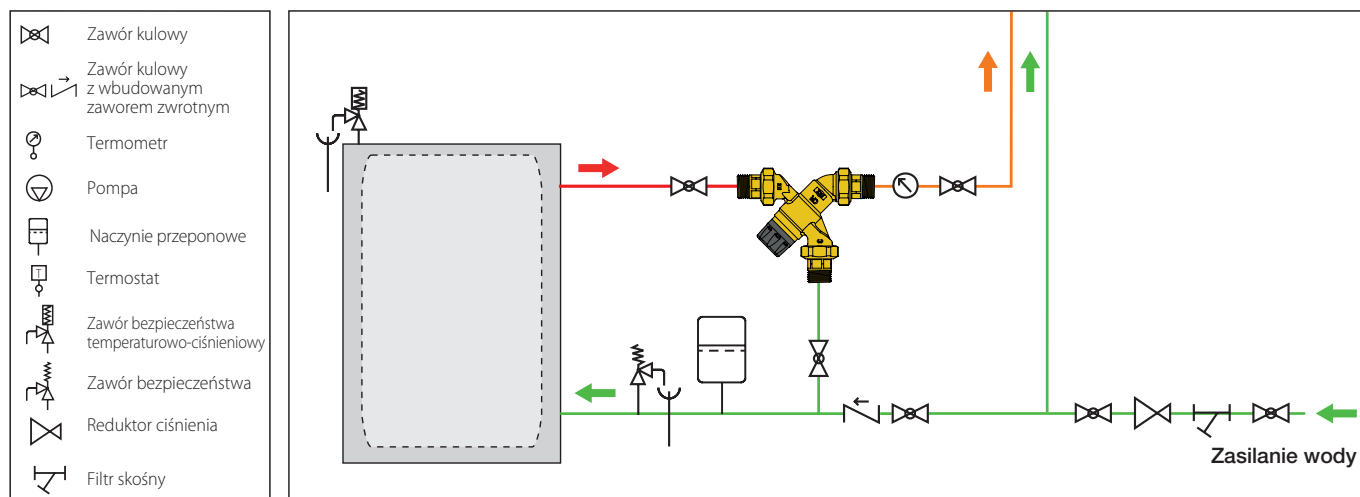 Zawór kulowy
Zawór kulowy
z wbudowanym
zaworem zwrotnym
Termometr
Pompa
Naczynie przeponowe
T
Termostat
Zawór bezpieczeństwa
temperaturowo-ciśnieniowy
Zawór bezpieczeństwa
Reduktor ciśnienia
Filtr skośny
Zasilanie wody